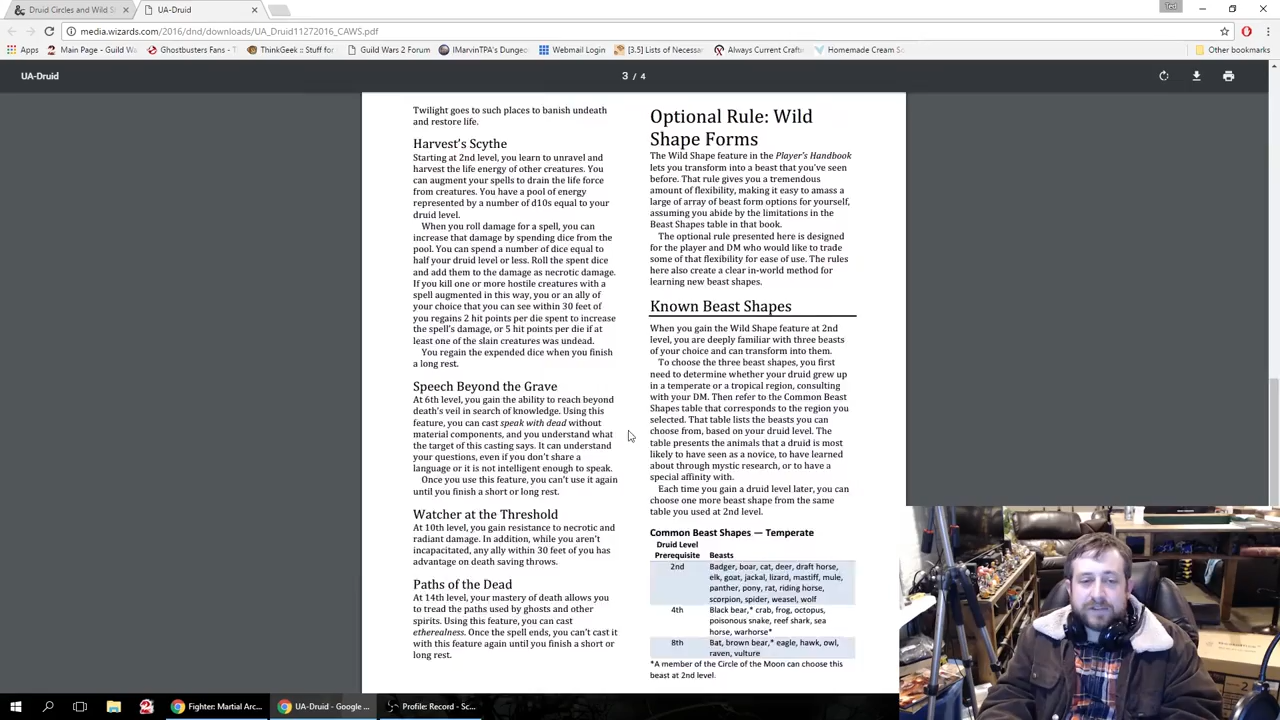 Druid Circles and Wild S
UA-Druid
Ted
media.wizards.com/2016/dnd/downloads/UA_Druid11272016_CAWS.pdf
Apps
Main Page - Guild Wa
Ghostbusters Fan - T
ThinkGeek :: Stuff for
Guild Wars 2 Forum
IMarvinTPA's Dungeo
Webmail Login
[3.5] Lists of Necessar
Always Current Crafte
Homemade Cream So
Other bookmarks
UA-Druid
3 / 4
Twilight goes to such places to banish undeath
and restore life.
Harvest's Scythe
Starting at 2nd level, you learn to unravel and
harvest the life energy of other creatures. You
can augment your spells to drain the life force
from creatures. You have a pool of energy
represented by a number of d10s equal to your
druid level.
When you roll damage for a spell, you can
increase that damage by spending dice from the
pool. You can spend a number of dice equal to
half your druid level or less. Roll the spent dice
and add them to the damage as necrotic damage.
If you kill one or more hostile creatures with a
spell augmented in this way, you or an ally of
your choice that you can see within 30 feet of
you regains 2 hit points per die spent to increase
the spell's damage, or 5 hit points per die if at
least one of the slain creatures was undead.
You regain the expended dice when you finish
a long rest.
Speech Beyond the Grave
At 6th level, you gain the ability to reach beyond
death's veil in search of knowledge. Using this
feature, you can cast speak with dead without
material components, and you understand what
the target of this casting says. It can understand
your questions, even if you don't share a
language or it is not intelligent enough to speak.
Once you use this feature, you can't use it again
until you finish a short or long rest.
Watcher at the Threshold
At 10th level, you gain resistance to necrotic and
radiant damage. In addition, while you aren't
incapacitated, any ally within 30 feet of you has
advantage on death saving throws.
Paths of the Dead
At 14th level, your mastery of death allows you
to tread the paths used by ghosts and other
spirits. Using this feature, you can cast
etherealness. Once the spell ends, you can't cast it
with this feature again until you finish a short or
long rest.
Optional Rule: Wild
Shape Forms
The Wild Shape feature in the Player's Handbook
lets you transform into a beast that you've seen
before. That rule gives you a tremendous
amount of flexibility, making it easy to amass a
large of array of beast form options for yourself,
assuming you abide by the limitations in the
Beast Shapes table in that book.
The optional rule presented here is designed
for the player and DM who would like to trade
some of that flexibility for ease of use. The rules
here also create a clear in-world method for
learning new beast shapes.
Known Beast Shapes
When you gain the Wild Shape feature at 2nd
level, you are deeply familiar with three beasts
of your choice and can transform into them.
To choose the three beast shapes, you first
need to determine whether your druid grew up
in a temperate or a tropical region, consulting
with your DM. Then refer to the Common Beast
Shapes table that corresponds to the region you
selected. That table lists the beasts you can
choose from, based on your druid level. The
table presents the animals that a druid is most
likely to have seen as a novice, to have learned
about through mystic research, or to have a
special affinity with.
Each time you gain a druid level later, you can
choose one more beast shape from the same
table you used at 2nd level.
Common Beast Shapes — Temperate
Druid Level
Prerequisite Beasts
2nd Badger, boar, cat, deer, draft horse,
elk, goat, jackal, lizard, mastiff, mule,
panther, pony, rat, riding horse,
scorpion, spider, weasel, wolf
4th Black bear,* crab, frog, octopus,
poisonous snake, reef shark, sea
horse, warhorse*
8th Bat, brown bear,* eagle, hawk, owl,
raven, vulture
*A member of the Circle of the Moon can choose this
beast at 2nd level.
Fighter: Martial Arc...
UA-Druid - Google ...
Profile: Record - Sc...